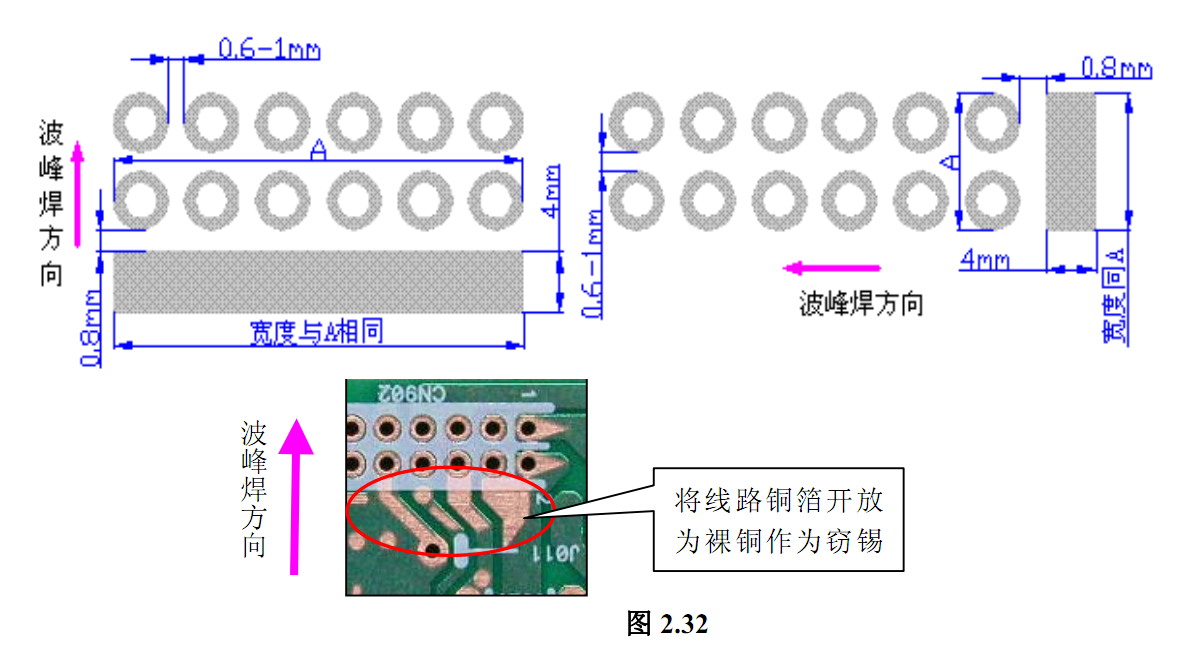 0.6-1mm
0.8mm
波峰焊方向
A
4mm
0.8mm
宽度与A相同
A
0.6-1mm
4mm
宽度同A
波峰焊方向
CN902
1
2
J011
波峰焊方向
将线路铜箔开放
为裸铜作为窃锡
图 2.32